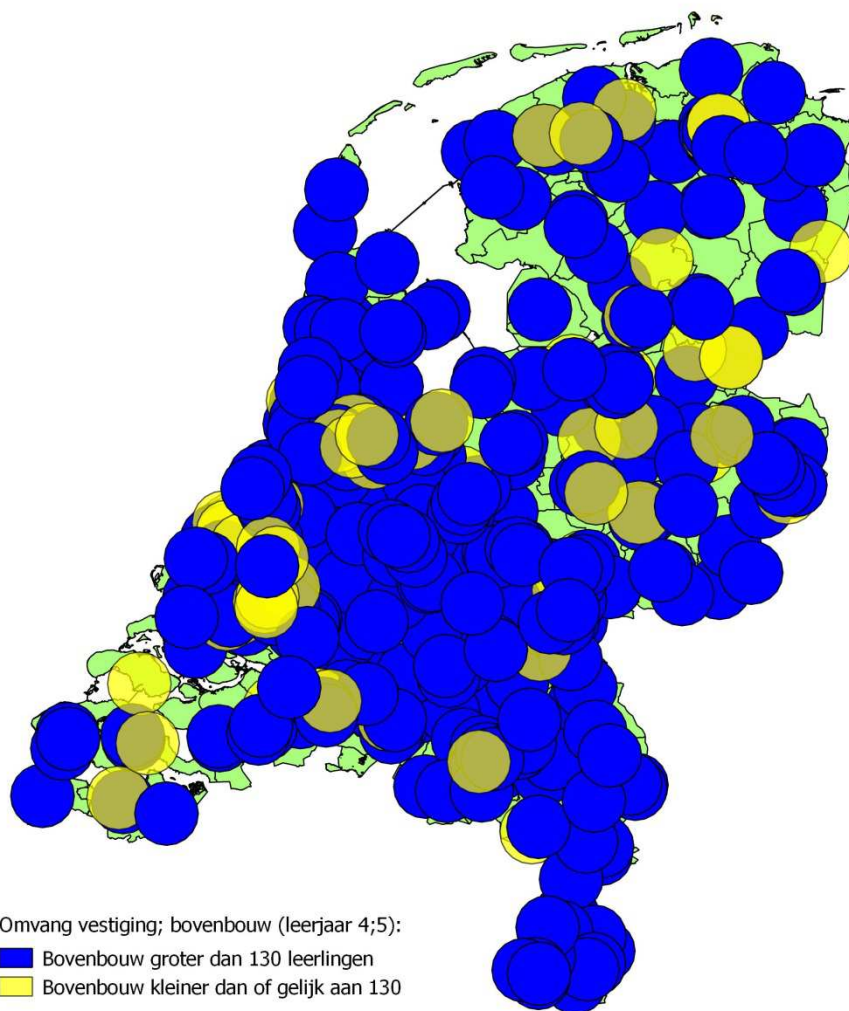 Omvang vestiging; bovenbouw (leerjaar 4;5):
Bovenbouw groter dan 130 leerlingen
Bovenbouw kleiner dan of gelijk aan 130